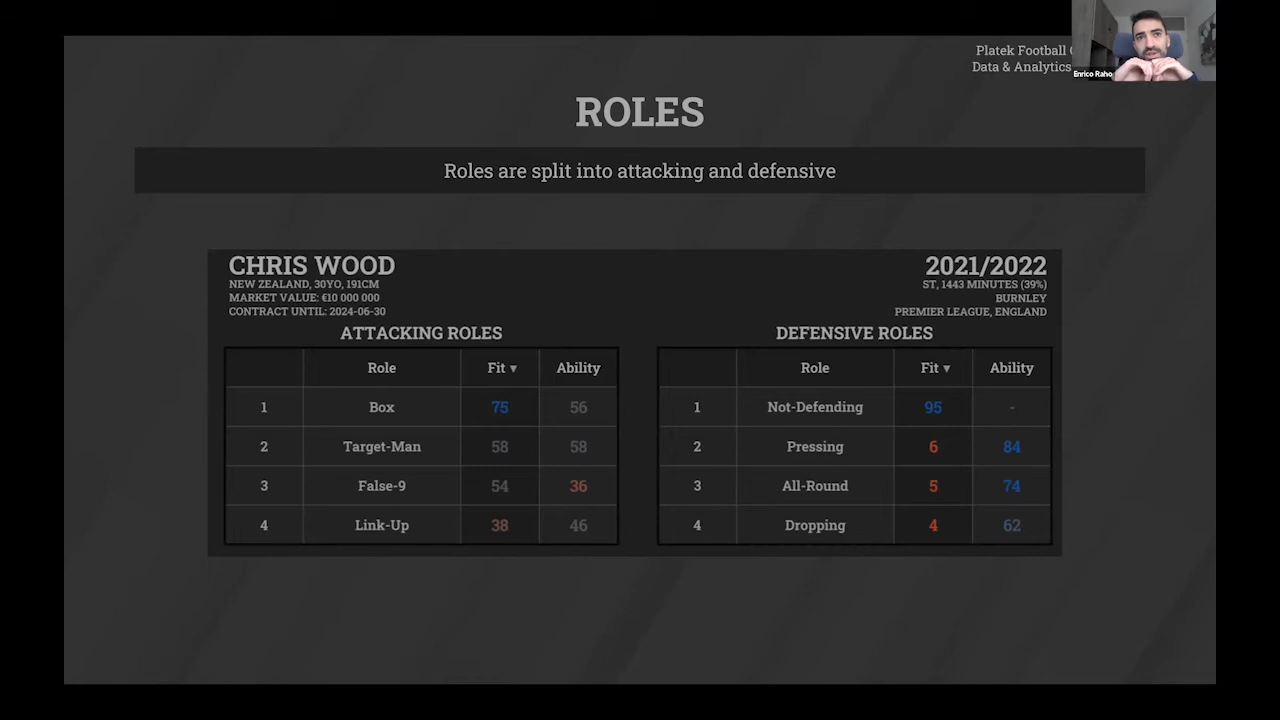 Platek Football
Data & Analytics
Enrico Raho
ROLES
Roles are split into attacking and defensive
CHRIS WOOD
NEW ZEALAND, 30YO, 191CM
MARKET VALUE: €10 000 000
CONTRACT UNTIL: 2024-06-30
2021/2022
ST, 1443 MINUTES (39%)
BURNLEY
PREMIER LEAGUE, ENGLAND
ATTACKING ROLES
Role Fit ▼ Ability
1 Box 75 56
2 Target-Man 58 58
3 False-9 54 36
4 Link-Up 38 46
DEFENSIVE ROLES
Role Fit ▼ Ability
1 Not-Defending 95 -
2 Pressing 6 84
3 All-Round 5 74
4 Dropping 4 62